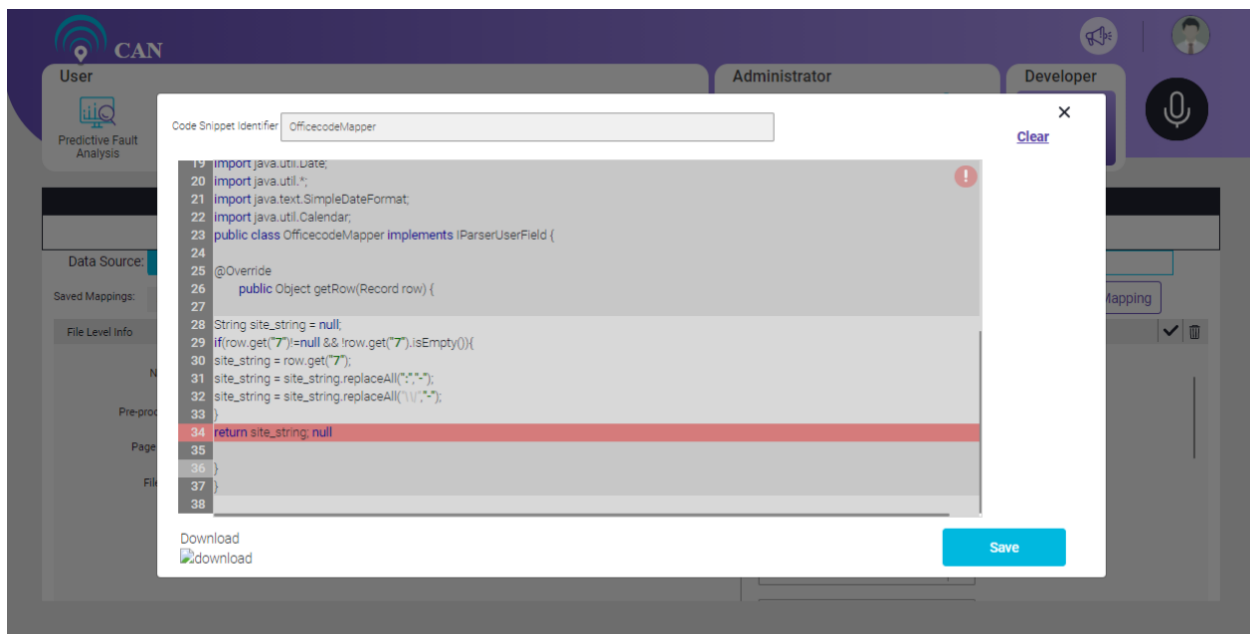 CAN
User
Administrator
Developer
Predictive Fault
Analysis
Code Snippet Identifier OfficecodeMapper
Clear
19 import java.util.Date;
20 import java.util.*;
21 import java.text.SimpleDateFormat;
22 import java.util.Calendar;
23 public class OfficecodeMapper implements IParserUserField {
24
25 @Override
26 public Object getRow(Record row) {
27
28 String site_string = null;
29 if(row.get("7")!=null && !row.get("7").isEmpty()){
30 site_string = row.get("7");
31 site_string = site_string.replaceAll(":","-");
32 site_string = site_string.replaceAll( ,"-");
33 }
34 return site_string; null
35
36 }
37 }
38
Data Source:
Saved Mappings:
Mapping
File Level Info
N
Pre-proc
Page
File
Download
download
Save